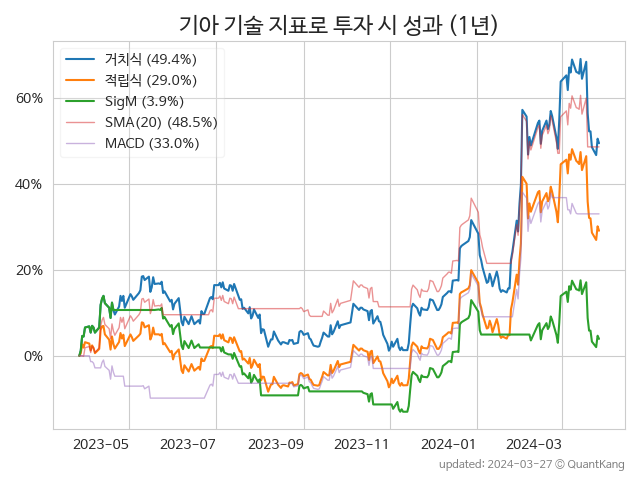 기아 기술 지표로 투자 시 성과 (1년)
거치식 (49.4%)
적립식 (29.0%)
SigM (3.9%)
SMA(20) (48.5%)
MACD (33.0%)
60%
40%
20%
0%
2023-05 2023-07 2023-09 2023-11 2024-01 2024-03
updated: 2024-03-27 © QuantKang